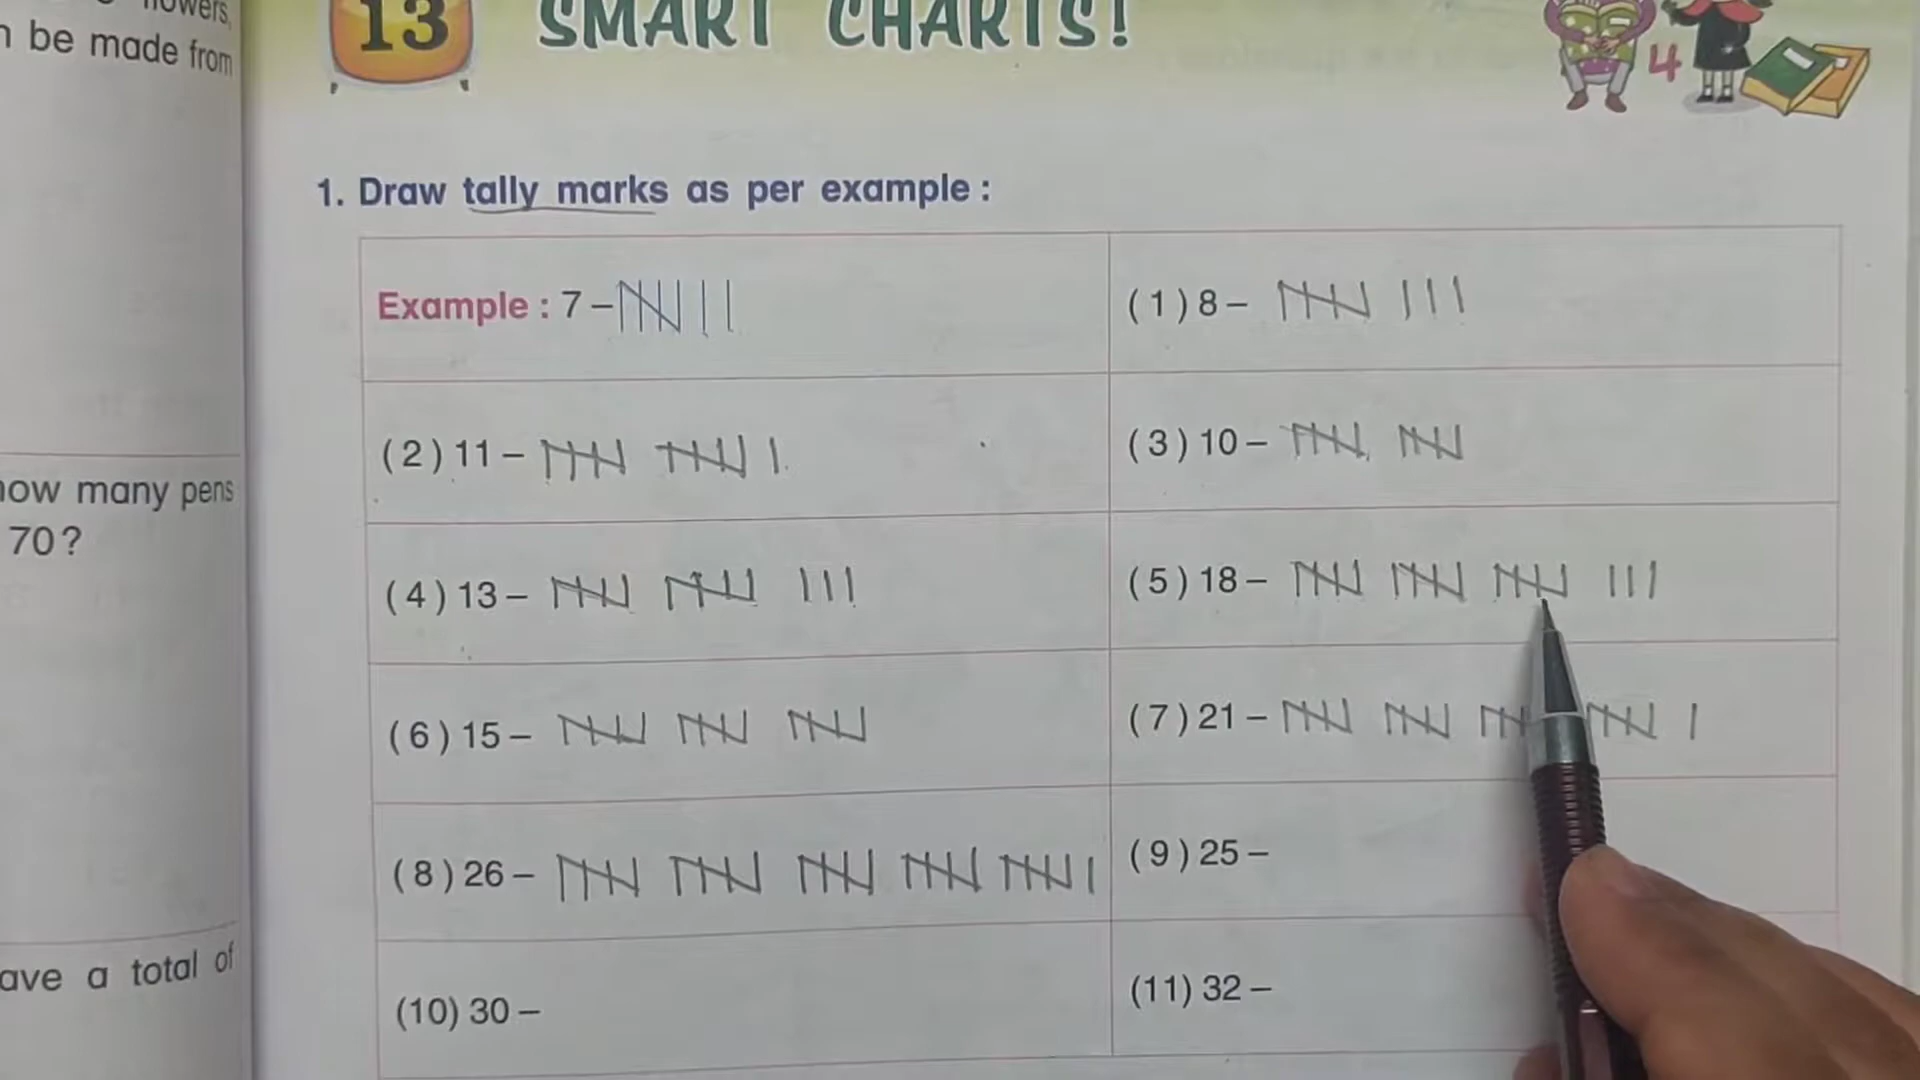 flowers,
n be made from
how many pens
70?
ave a total of
13 SMART CHARTS!
4
1. Draw tally marks as per example :
Example : 7 –
(1) 8 –
(2) 11 –
(3) 10 –
(4) 13 –
(5) 18 –
(6) 15 –
(7) 21 –
(8) 26 –
(9) 25 –
(10) 30 –
(11) 32 –